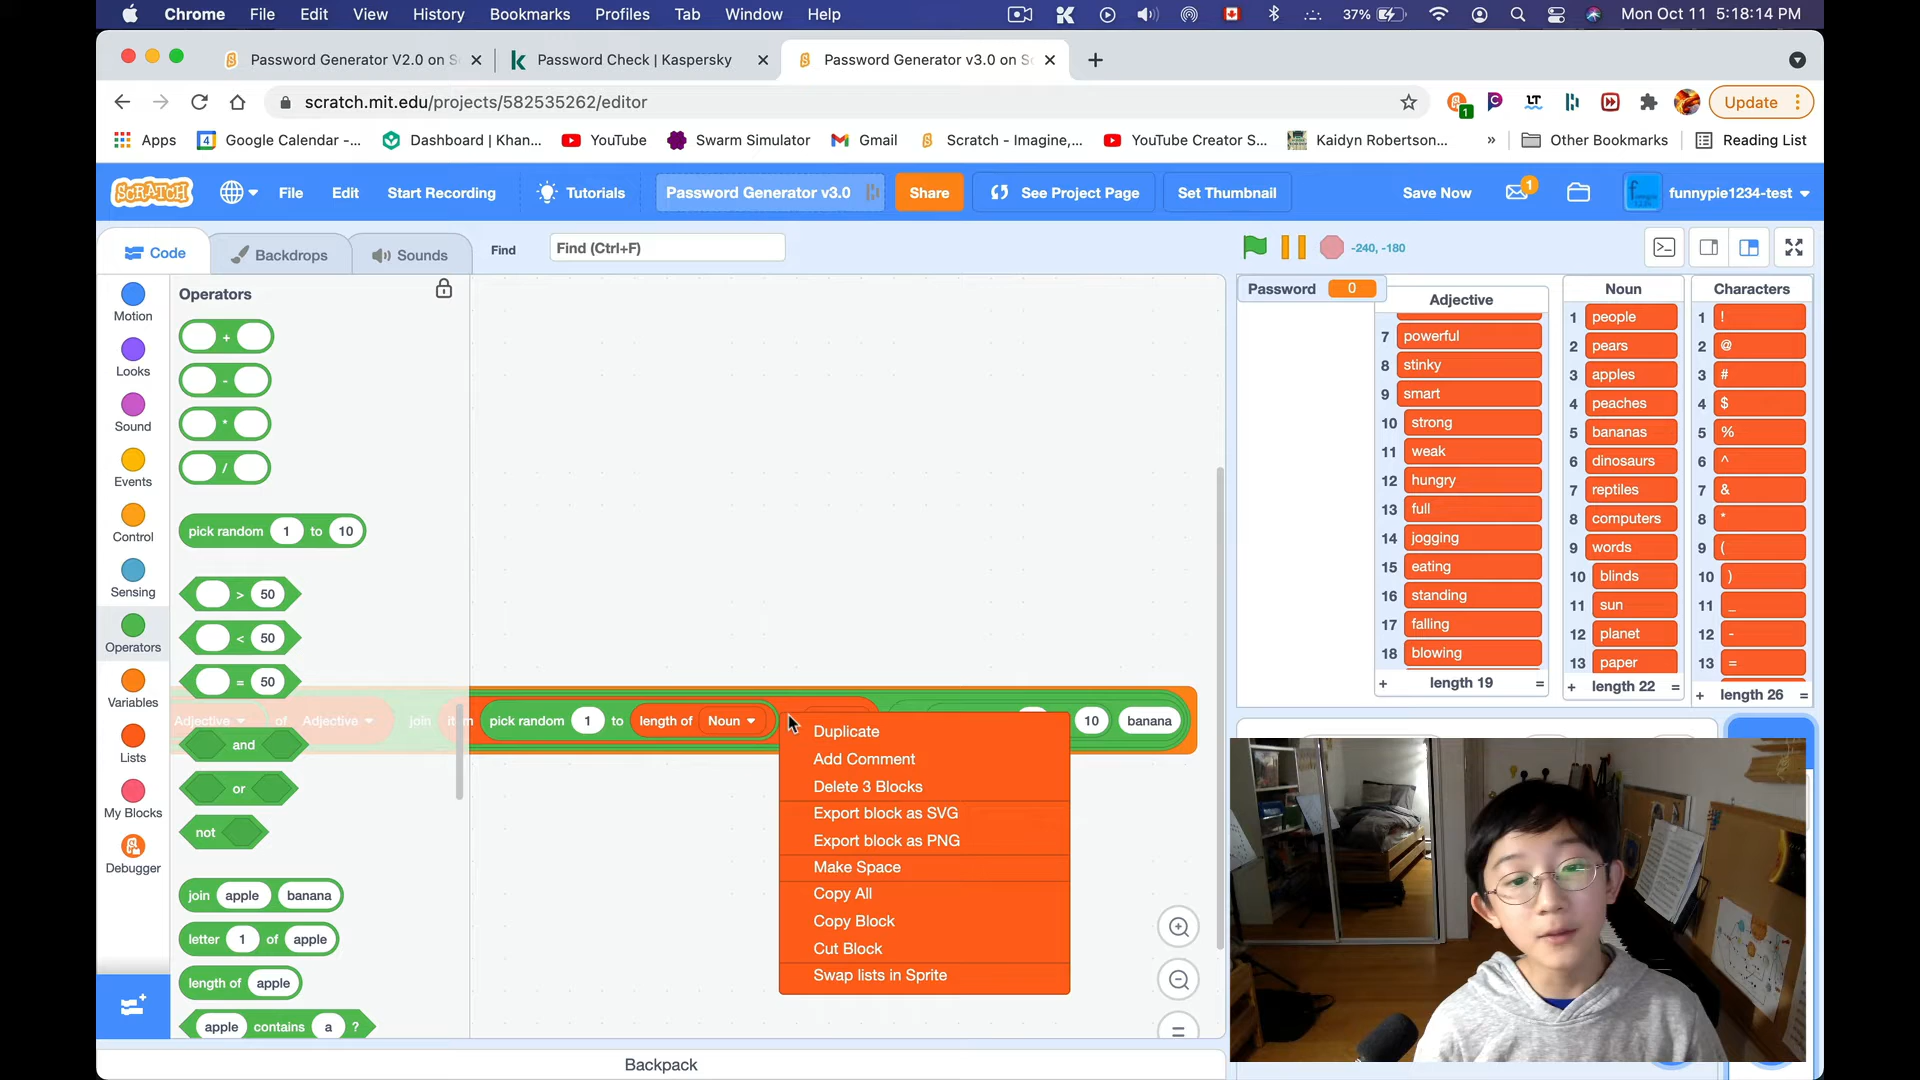 Chrome File Edit View History Bookmarks Profiles Tab Window Help 37% Mon Oct 11 5:18:14 PM
Password Generator V2.0 on S Password Check | Kaspersky Password Generator v3.0 on S
scratch.mit.edu/projects/582535262/editor 1 LT Update
Apps 4 Google Calendar -... Dashboard | Khan... YouTube Swarm Simulator Gmail Scratch - Imagine,... YouTube Creator S... Kaidyn Robertson... » Other Bookmarks Reading List
SCRATCH File Edit Start Recording Tutorials Password Generator v3.0 Share See Project Page Set Thumbnail Save Now 1 funnypie1234-test
Code Backdrops Sounds Find Find (Ctrl+F) -240, -180
Motion
Looks
Sound
Events
Control
Sensing
Operators
Variables
Lists
My Blocks
Debugger
Operators
+
-
*
/
pick random 1 to 10
> 50
< 50
= 50
and
or
not
join apple banana
letter 1 of apple
length of apple
apple contains a ?
Adjective of Adjective join item pick random 1 to length of Noun 10 banana
Duplicate
Add Comment
Delete 3 Blocks
Export block as SVG
Export block as PNG
Make Space
Copy All
Copy Block
Cut Block
Swap lists in Sprite
Backpack
Password 0
Adjective
7 powerful
8 stinky
9 smart
10 strong
11 weak
12 hungry
13 full
14 jogging
15 eating
16 standing
17 falling
18 blowing
+ length 19 =
Noun
1 people
2 pears
3 apples
4 peaches
5 bananas
6 dinosaurs
7 reptiles
8 computers
9 words
10 blinds
11 sun
12 planet
13 paper
+ length 22 =
Characters
1 !
2 @
3 #
4 $
5 %
6 ^
7 &
8 *
9 (
10 )
11 _
12 -
13 =
+ length 26 =